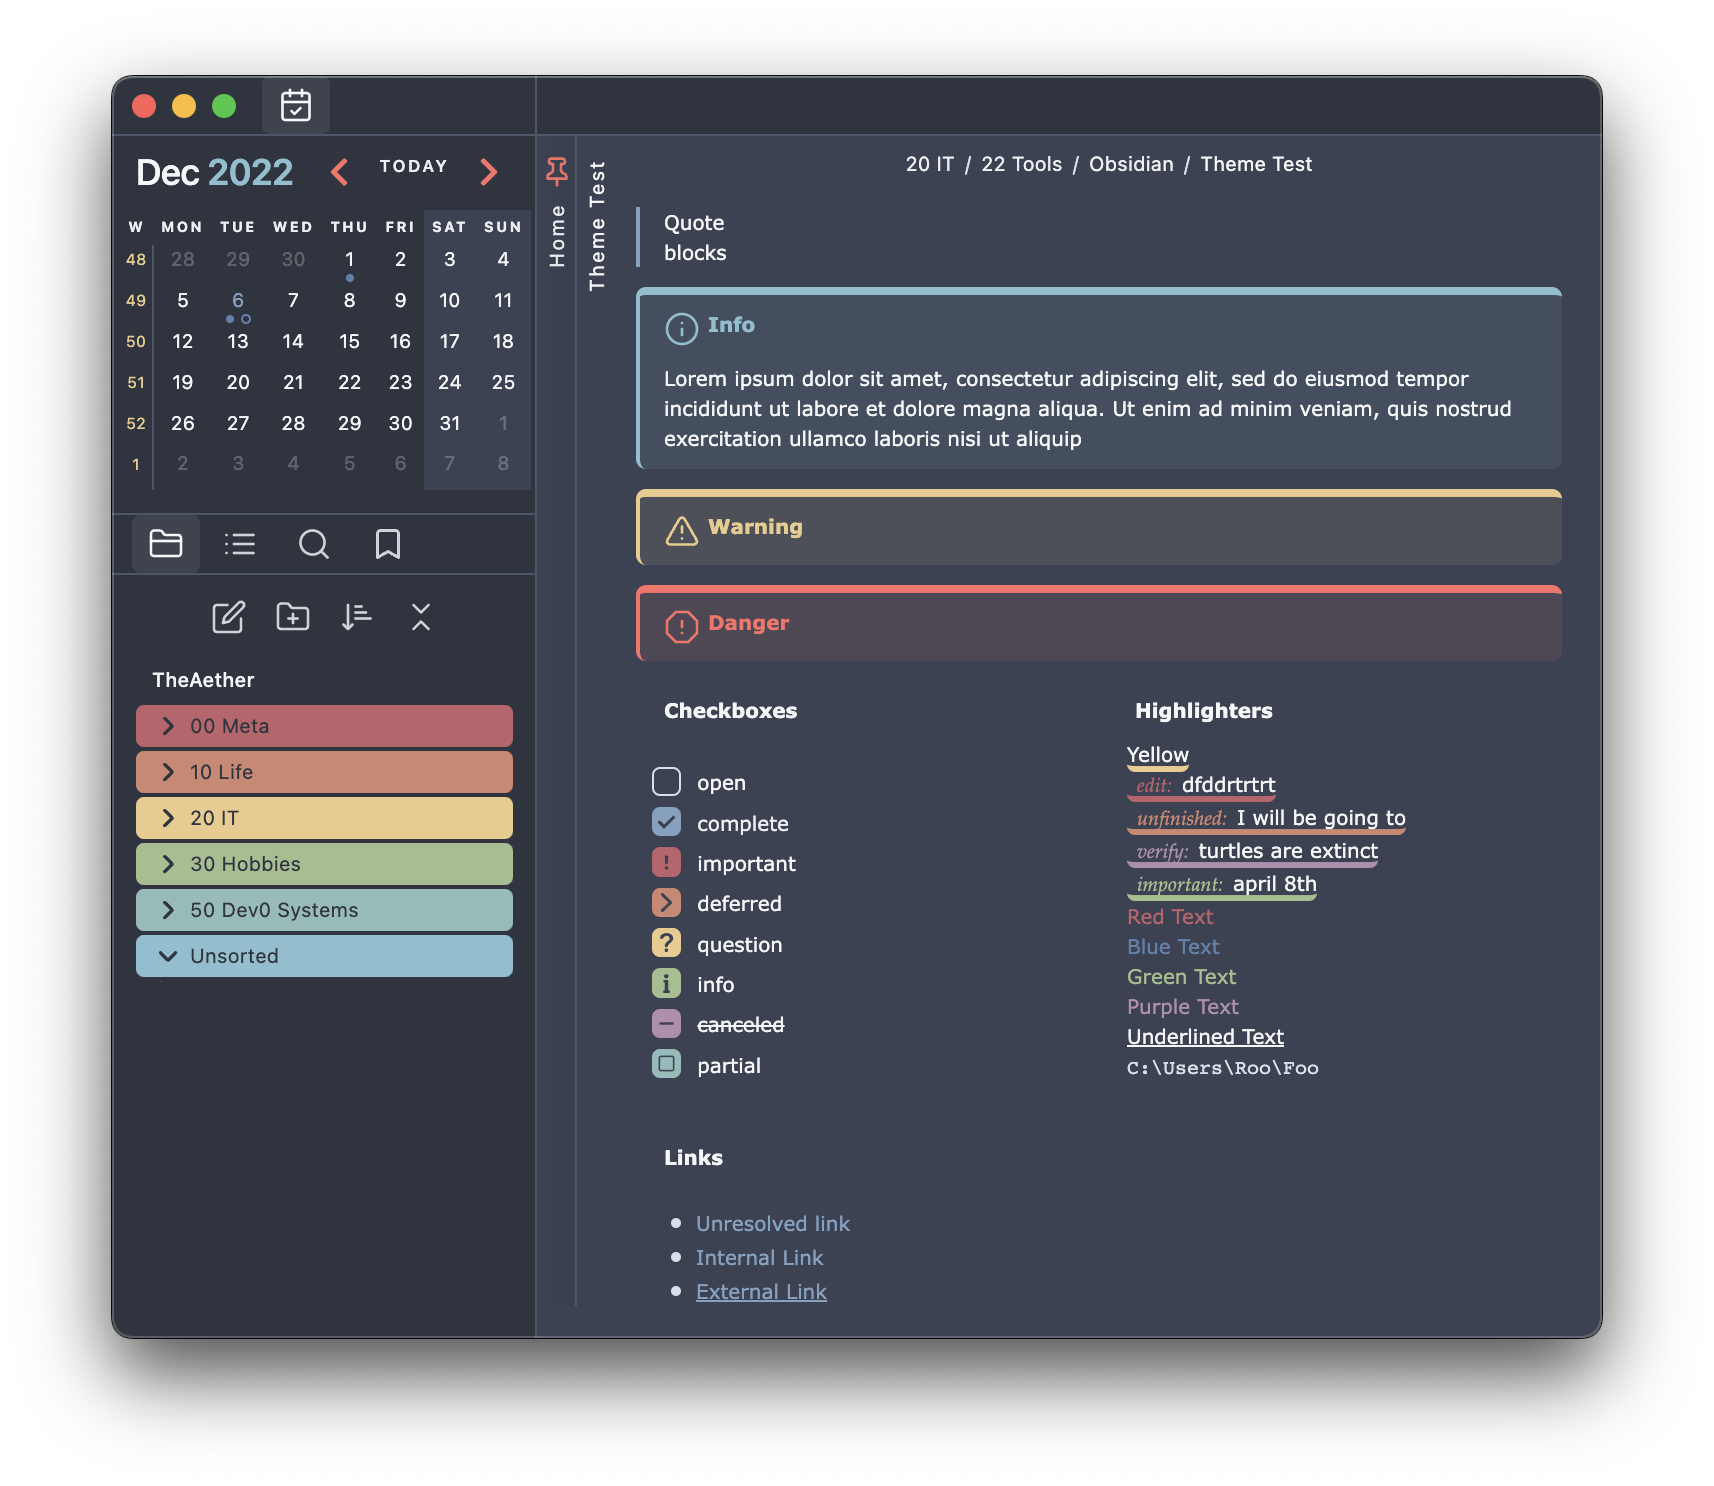 Dec 2022
TODAY
W MON TUE WED THU FRI SAT SUN
48 28 29 30 1 2 3 4
49 5 6 7 8 9 10 11
50 12 13 14 15 16 17 18
51 19 20 21 22 23 24 25
52 26 27 28 29 30 31 1
1 2 3 4 5 6 7 8
TheAether
00 Meta
10 Life
20 IT
30 Hobbies
50 Dev0 Systems
Unsorted
Home
Theme Test
20 IT / 22 Tools / Obsidian / Theme Test
Quote
blocks
Info
Lorem ipsum dolor sit amet, consectetur adipiscing elit, sed do eiusmod tempor
incididunt ut labore et dolore magna aliqua. Ut enim ad minim veniam, quis nostrud
exercitation ullamco laboris nisi ut aliquip
Warning
Danger
Checkboxes
open
complete
important
deferred
question
info
canceled
partial
Highlighters
Yellow
edit: dfddrtrtrt
unfinished: I will be going to
verify: turtles are extinct
important: april 8th
Red Text
Blue Text
Green Text
Purple Text
Underlined Text
C:\Users\Roo\Foo
Links
Unresolved link
Internal Link
External Link